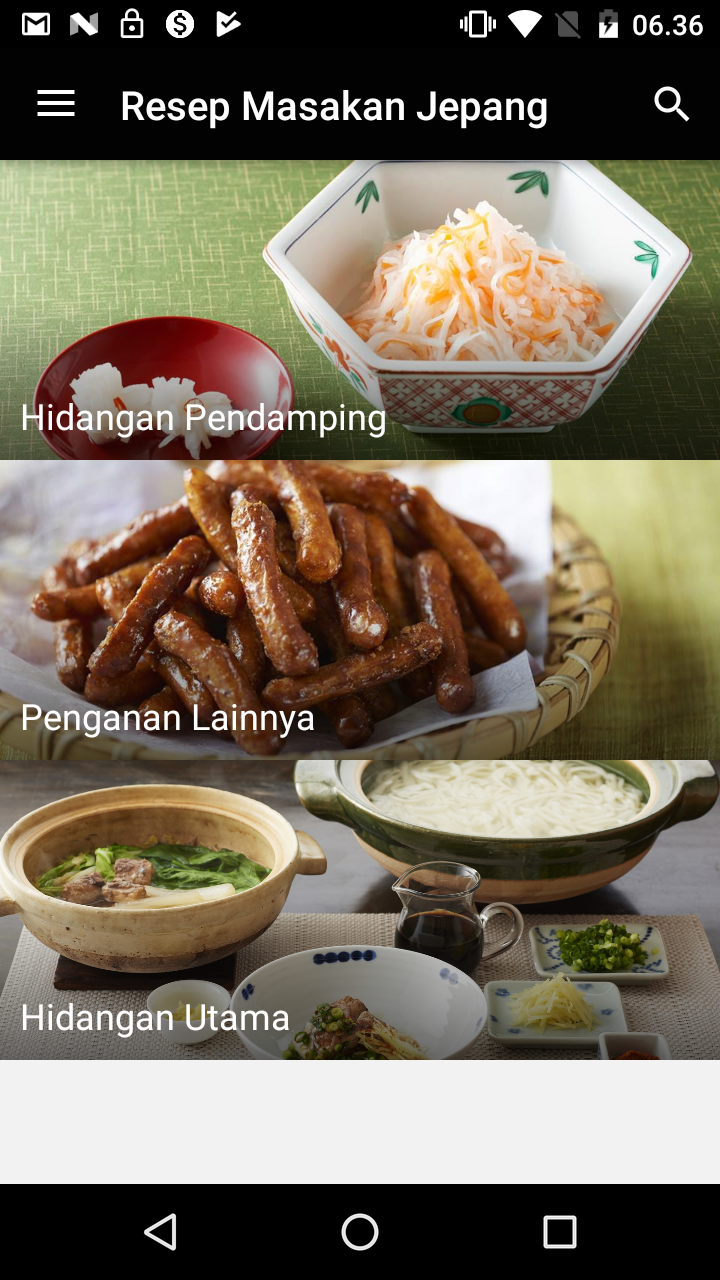 06.36
Resep Masakan Jepang
Hidangan Pendamping
Penganan Lainnya
Hidangan Utama